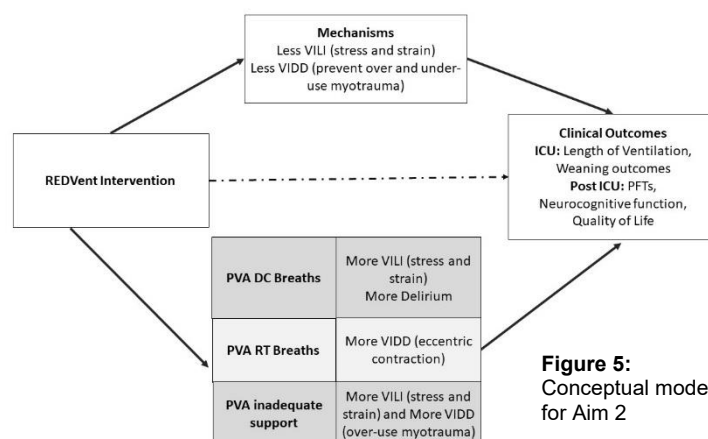 Mechanisms
Less VILI (stress and strain)
Less VIDD (prevent over and under-
use myotrauma)
REDVent Intervention
Clinical Outcomes
ICU: Length of Ventilation,
Weaning outcomes
Post ICU: PFTs,
Neurocognitive function,
Quality of Life
PVA DC Breaths
More VILI (stress and
strain)
More Delirium
PVA RT Breaths
More VIDD (eccentric
contraction)
PVA inadequate
support
More VILI (stress and
strain) and More VIDD
(over-use myotrauma)
Figure 5:
Conceptual mode
for Aim 2